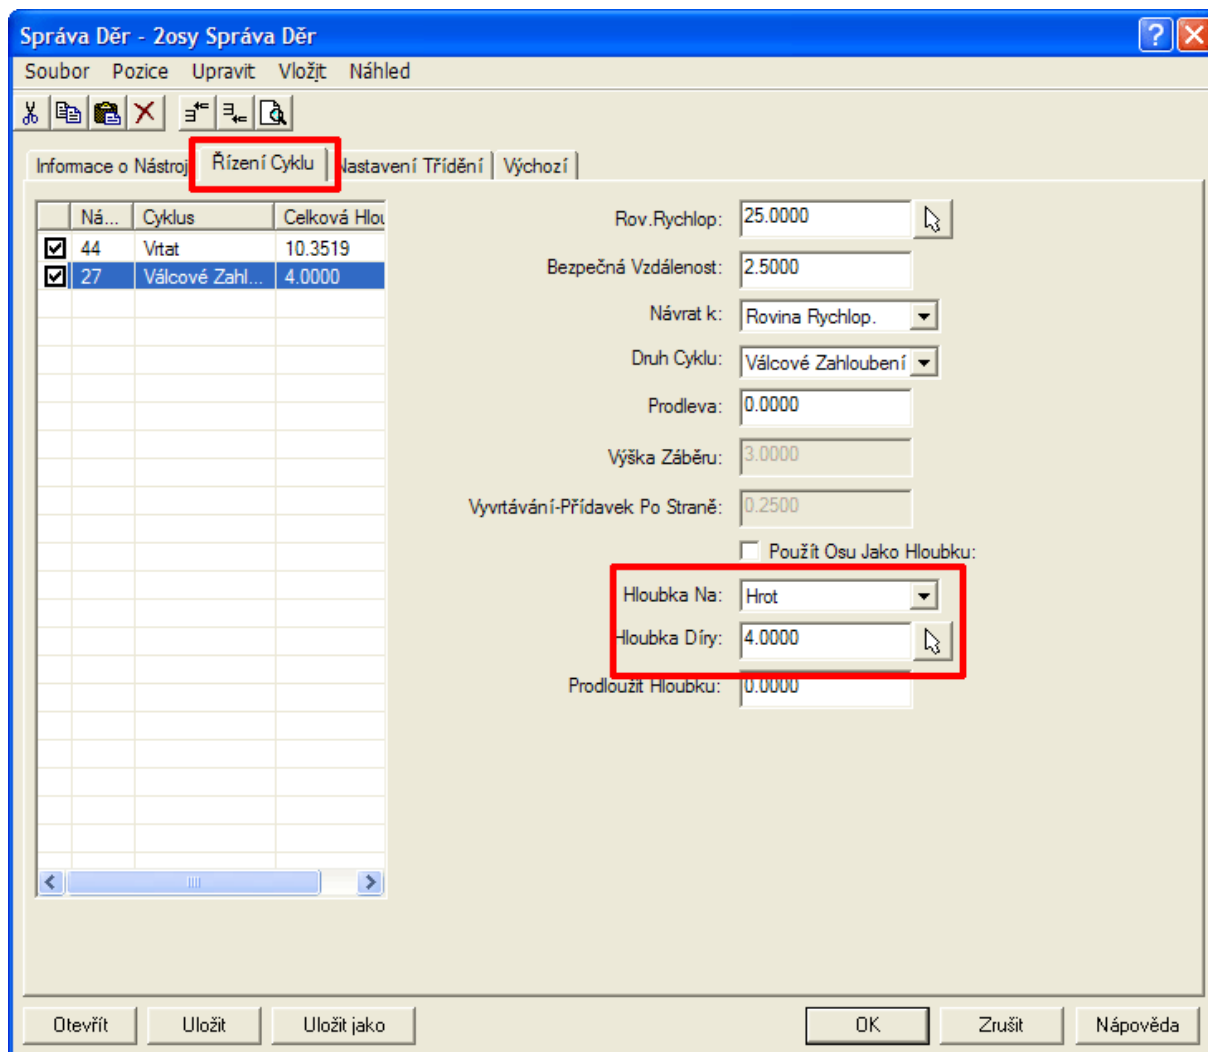 Správa Děr - 2osy Správa Děr
Soubor Pozice Upravit Vložit Náhled
Informace o Nástroj Řízení Cyklu Nastavení Třídění Výchozí
Ná... Cyklus Celková Hlou
44 Vrtat 10.3519
27 Válcové Zahl... 4.0000
Rov.Rychlop: 25.0000
Bezpečná Vzdálenost: 2.5000
Návrat k: Rovina Rychlop.
Druh Cyklu: Válcové Zahloubení
Prodleva: 0.0000
Výška Záběru: 3.0000
Vyvrtávání-Přídavek Po Straně: 0.2500
Použít Osu Jako Hloubku:
Hloubka Na: Hrot
Hloubka Díry: 4.0000
Prodloužit Hloubku: 0.0000
Otevřít Uložit Uložit jako OK Zrušit Nápověda